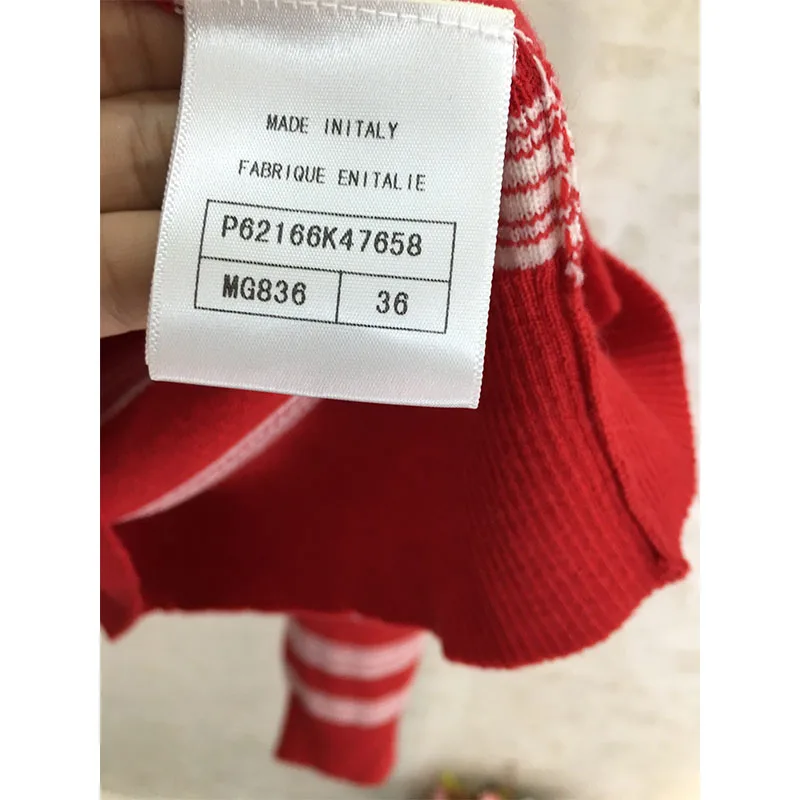 MADE INITALY
FABRIQUE ENITALIE
P62166K47658
MG836 36